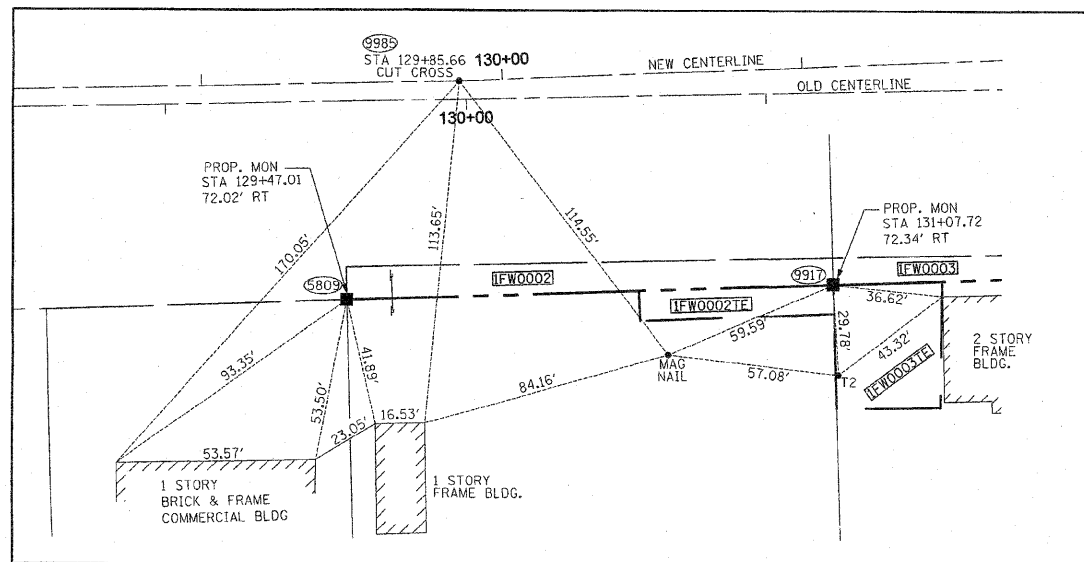 9985
STA 129+85.66
CUT CROSS
130+00
NEW CENTERLINE
OLD CENTERLINE
130+00
PROP. MON
STA 129+47.01
72.02' RT
PROP. MON
STA 131+07.72
72.34' RT
170.05'
113.65'
114.55'
5809
1FW0002
9917
1FW0003
1FW0002TE
36.62'
59.59'
29.78'
43.32'
2 STORY
FRAME
BLDG.
93.35'
53.50'
41.89'
84.16'
MAG
NAIL
57.08'
T2
1FW0003TE
16.53'
23.05'
53.57'
1 STORY
BRICK & FRAME
COMMERCIAL BLDG
1 STORY
FRAME BLDG.